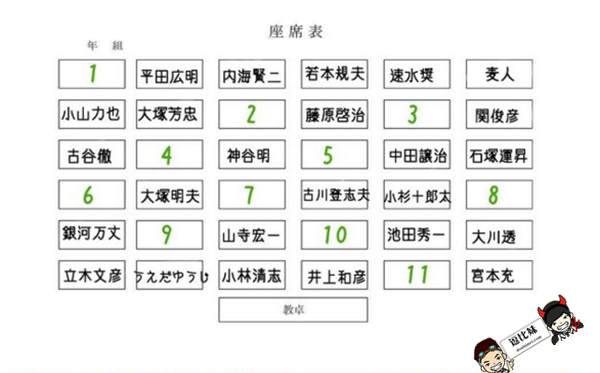 座席表
年 組
1 平田広明 内海賢二 若本規夫 速水奨 麦人
小山力也 大塚芳忠 2 藤原啓治 3 関俊彦
古谷徹 4 神谷明 5 中田譲治 石塚運昇
6 大塚明夫 7 古川登志夫 小杉十郎太 8
銀河万丈 9 山寺宏一 10 池田秀一 大川透
立木文彦 うえだゆうじ 小林清志 井上和彦 11 宮本充
教卓
逗比妹